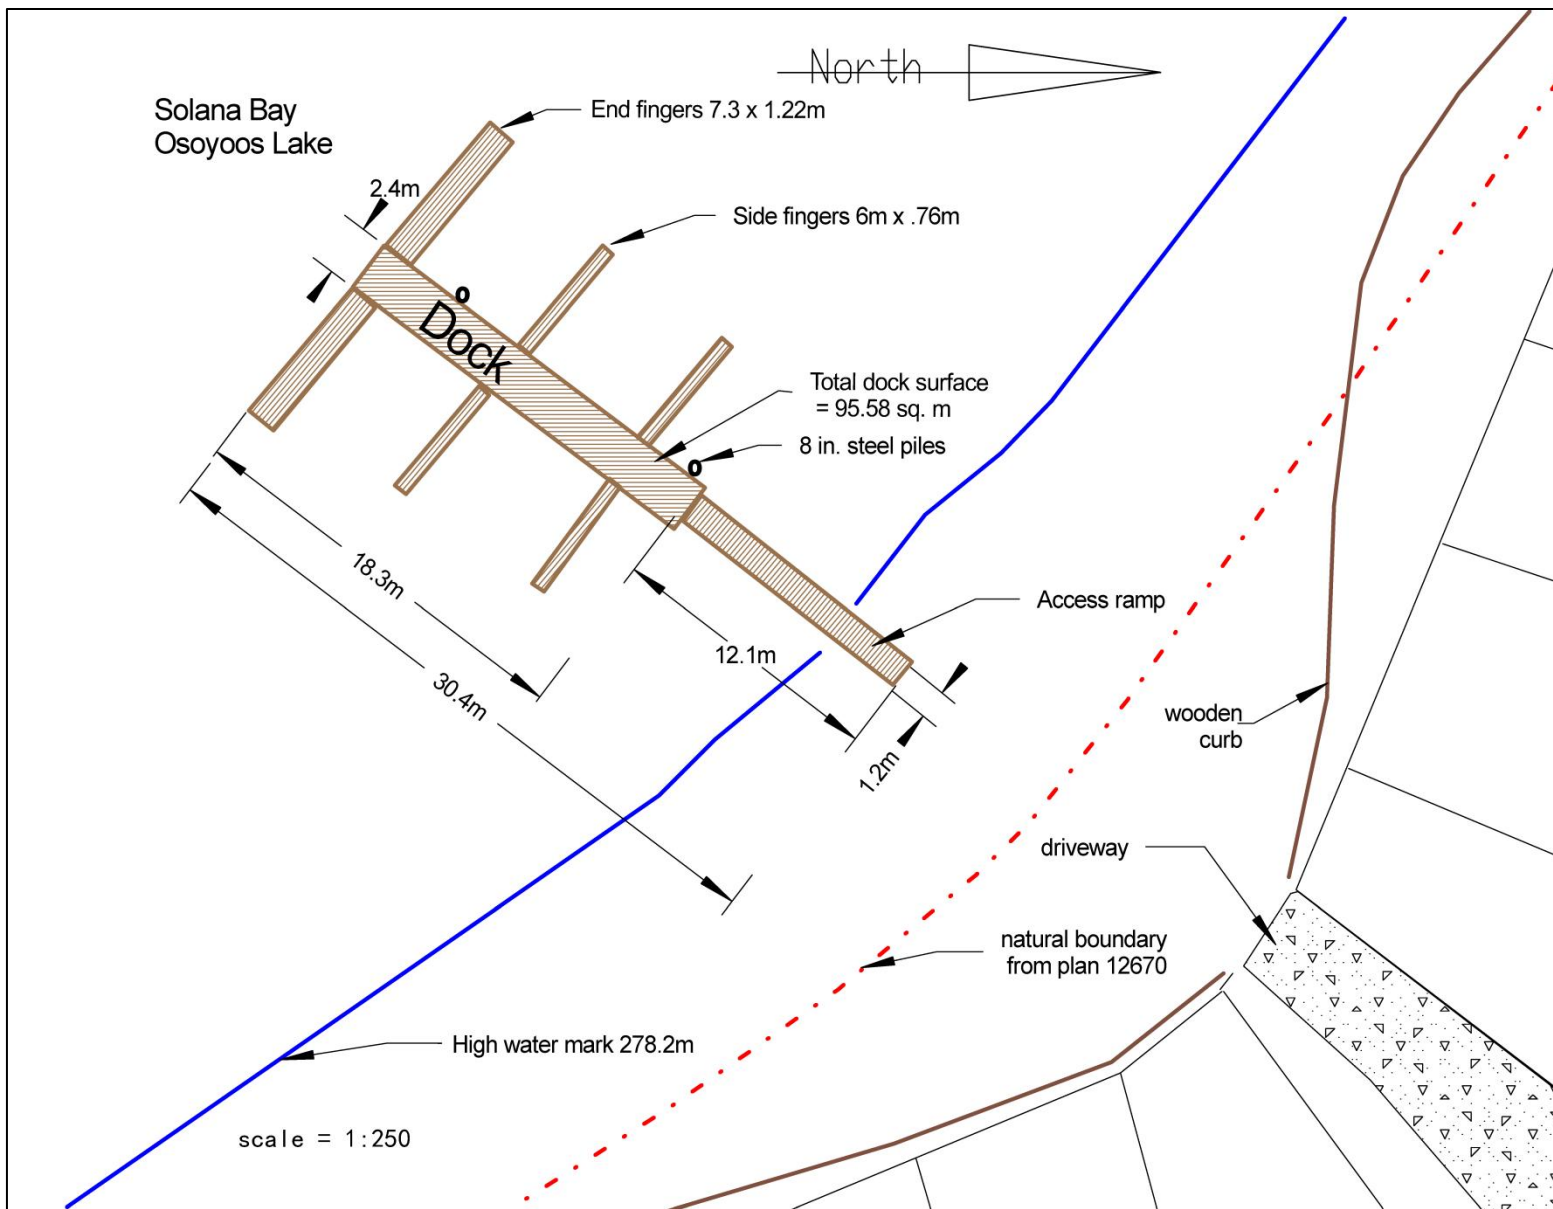 North
Solana Bay
Osoyoos Lake
End fingers 7.3 x 1.22m
2.4m
Side fingers 6m x .76m
Dock
Total dock surface
= 95.58 sq. m
8 in. steel piles
18.3m
Access ramp
12.1m
30.4m
1.2m
wooden
curb
driveway
natural boundary
from plan 12670
High water mark 278.2m
scale = 1:250